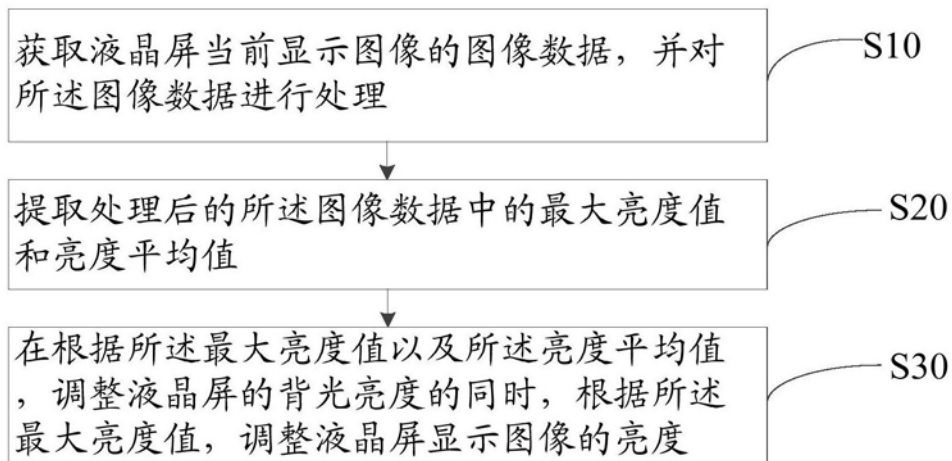 获取液晶屏当前显示图像的图像数据，并对
所述图像数据进行处理
S10
提取处理后的所述图像数据中的最大亮度值
和亮度平均值
S20
在根据所述最大亮度值以及所述亮度平均值
，调整液晶屏的背光亮度的同时，根据所述
最大亮度值，调整液晶屏显示图像的亮度
S30